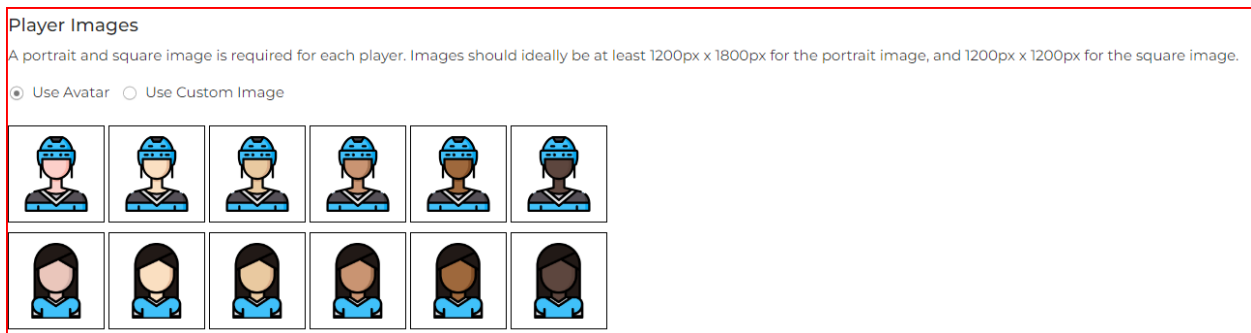 Player Images
A portrait and square image is required for each player. Images should ideally be at least 1200px x 1800px for the portrait image, and 1200px x 1200px for the square image.
Use Avatar Use Custom Image